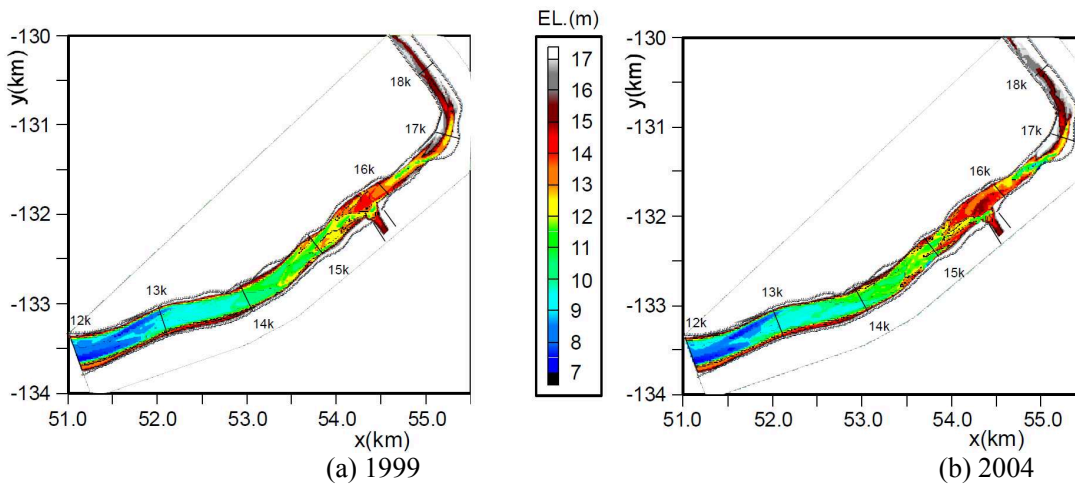 -130
-131
-132
-133
-134
y(km)
18k
17k
16k
15k
14k
13k
12k
51.0
52.0
53.0
54.0
55.0
x(km)
(a) 1999
EL.(m)
17
16
15
14
13
12
11
10
9
8
7
-130
-131
-132
-133
-134
y(km)
18k
17k
16k
15k
14k
13k
12k
51.0
52.0
53.0
54.0
55.0
x(km)
(b) 2004